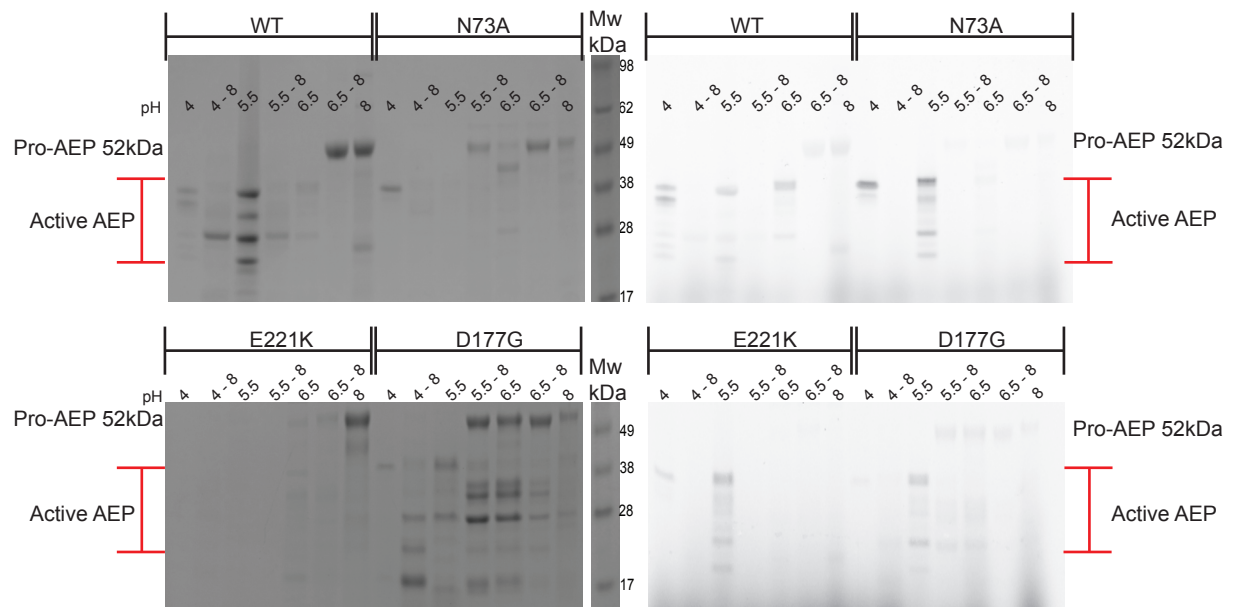 WT N73A Mw kDa WT N73A
98
pH 4 4 - 8 5.5 5.5 - 8 6.5 6.5 - 8 8 62 4 4 - 8 5.5 5.5 - 8 6.5 6.5 - 8 8
4 4 - 8 5.5 5.5 - 8 6.5 6.5 - 8 8 4 4 - 8 5.5 5.5 - 8 6.5 6.5 - 8 8
Pro-AEP 52kDa 49 Pro-AEP 52kDa
38
Active AEP 28 Active AEP
17
E221K D177G Mw kDa E221K D177G
pH 4 4 - 8 5.5 5.5 - 8 6.5 6.5 - 8 8 4 4 - 8 5.5 5.5 - 8 6.5 6.5 - 8 8
4 4 - 8 5.5 5.5 - 8 6.5 6.5 - 8 8 4 4 - 8 5.5 5.5 - 8 6.5 6.5 - 8 8
Pro-AEP 52kDa 49 Pro-AEP 52kDa
38
Active AEP 28 Active AEP
17